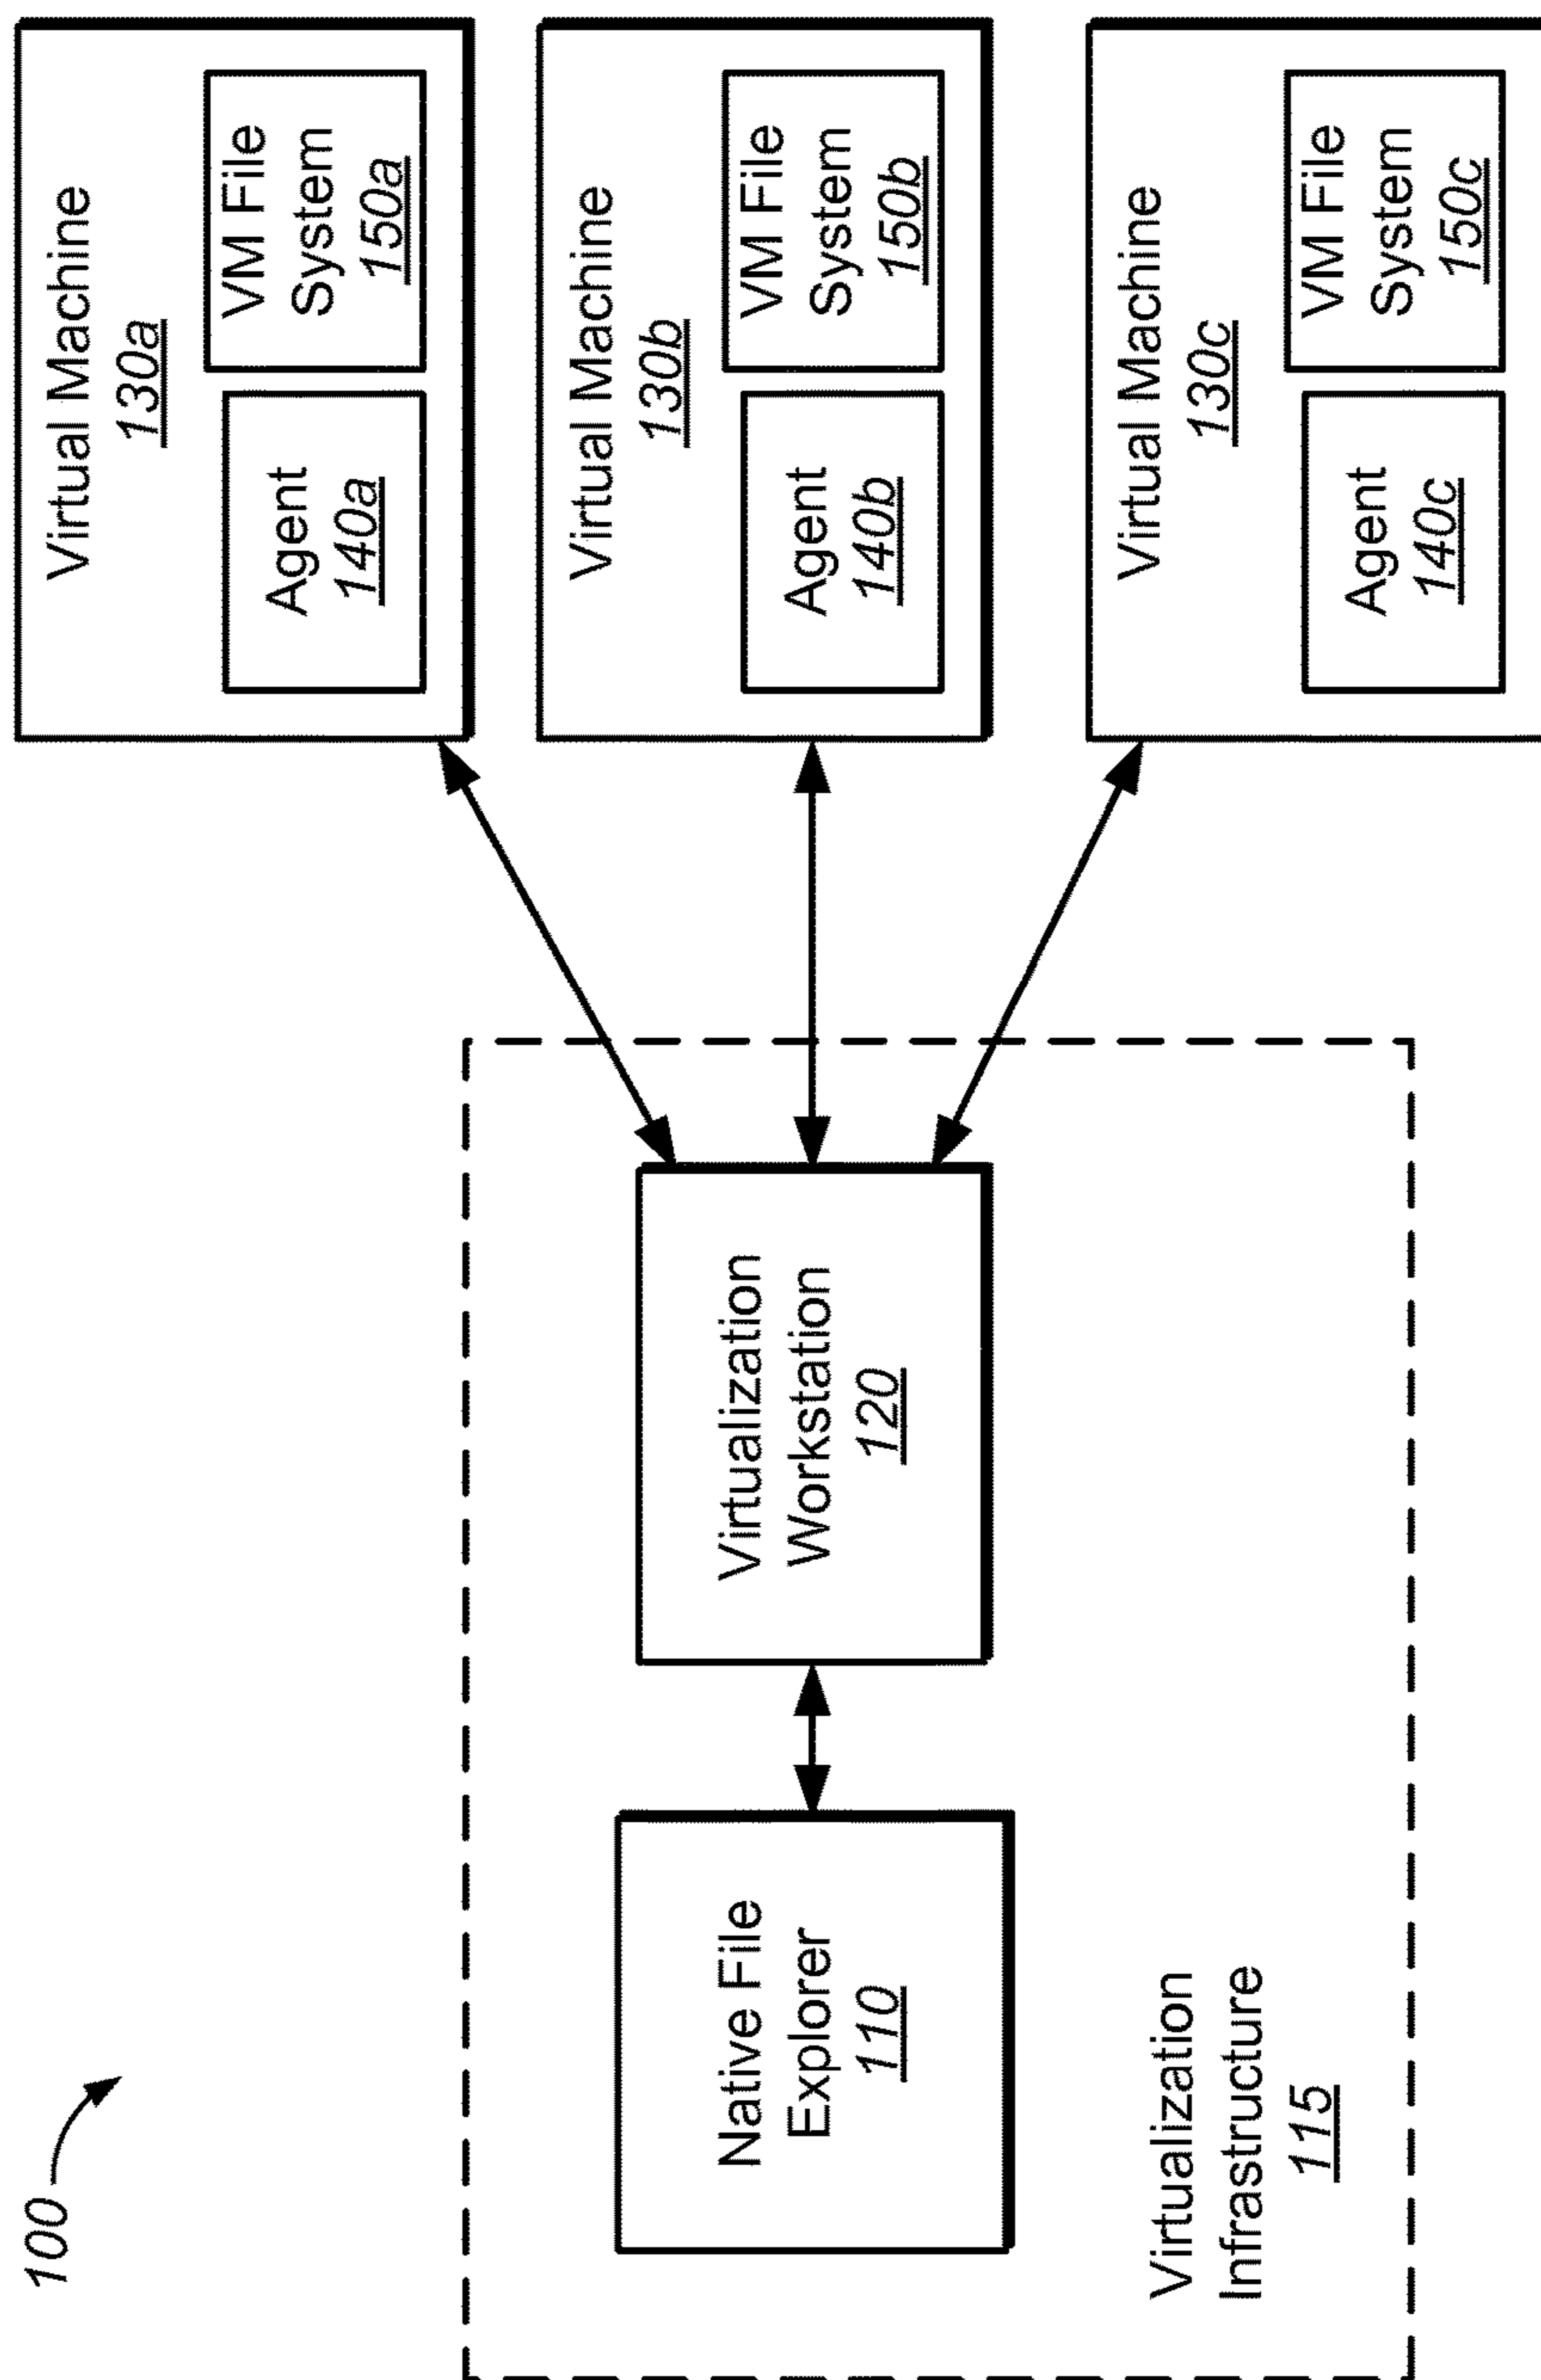 100
Native File
Explorer
110
Virtualization
Workstation
120
Virtualization
Infrastructure
115
Virtual Machine
130a
Agent
140a
VM File
System
150a
Virtual Machine
130b
Agent
140b
VM File
System
150b
Virtual Machine
130c
Agent
140c
VM File
System
150c